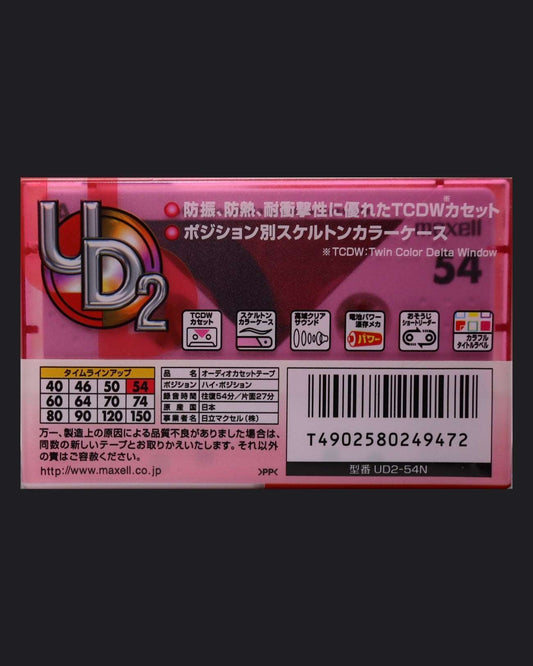 UD2
防振、防熱、耐衝撃性に優れたTCDW※カセット
ポジション別スケルトンカラーケース
※TCDW:Twin Color Delta Window
maxell
54
TCDW
カセット
スケルトン
カラーケース
高域クリア
サウンド
電池パワー
源存メカ
パワー
おそうじ
ショートリーダー
カラフル
タイトルラベル
タイムラインアップ
40 46 50 54
60 64 70 74
80 90 120 150
品名 オーディオカセットテープ
ポジション ハイ・ポジション
録音時間 往復54分/片面27分
原産国 日本
事業者名 日立マクセル(株)
万一、製造上の原因による品質不良がありました場合は、
同数の新しいテープとお取りかえいたします。それ以外
の責はご容赦ください。
http://www.maxell.co.jp
>PP<
T4902580249472
型番 UD2-54N